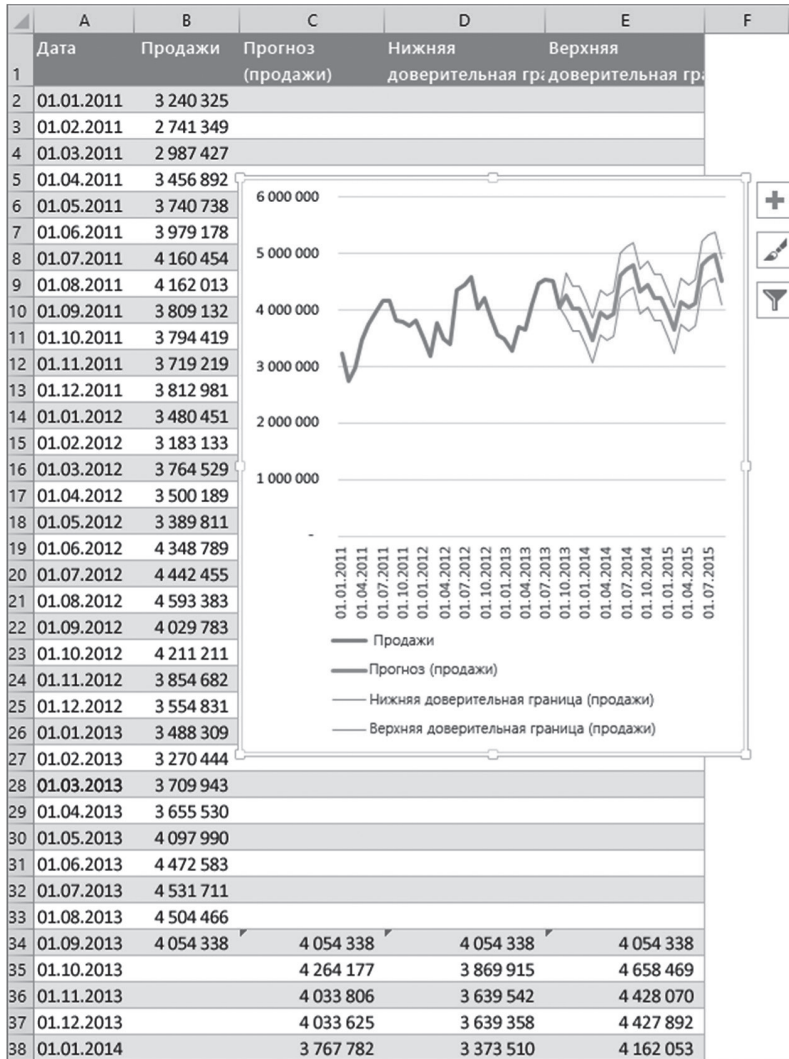 A B C D E F
1 Дата Продажи Прогноз (продажи) Нижняя доверительная гра Верхняя доверительная гра
2 01.01.2011 3 240 325
3 01.02.2011 2 741 349
4 01.03.2011 2 987 427
5 01.04.2011 3 456 892
6 01.05.2011 3 740 738
7 01.06.2011 3 979 178
8 01.07.2011 4 160 454
9 01.08.2011 4 162 013
10 01.09.2011 3 809 132
11 01.10.2011 3 794 419
12 01.11.2011 3 719 219
13 01.12.2011 3 812 981
14 01.01.2012 3 480 451
15 01.02.2012 3 183 133
16 01.03.2012 3 764 529
17 01.04.2012 3 500 189
18 01.05.2012 3 389 811
19 01.06.2012 4 348 789
20 01.07.2012 4 442 455
21 01.08.2012 4 593 383
22 01.09.2012 4 029 783
23 01.10.2012 4 211 211
24 01.11.2012 3 854 682
25 01.12.2012 3 554 831
26 01.01.2013 3 488 309
27 01.02.2013 3 270 444
28 01.03.2013 3 709 943
29 01.04.2013 3 655 530
30 01.05.2013 4 097 990
31 01.06.2013 4 472 583
32 01.07.2013 4 531 711
33 01.08.2013 4 504 466
34 01.09.2013 4 054 338 4 054 338 4 054 338 4 054 338
35 01.10.2013 4 264 177 3 869 915 4 658 469
36 01.11.2013 4 033 806 3 639 542 4 428 070
37 01.12.2013 4 033 625 3 639 358 4 427 892
38 01.01.2014 3 767 782 3 373 510 4 162 053
6 000 000
5 000 000
4 000 000
3 000 000
2 000 000
1 000 000
-
01.01.2011
01.04.2011
01.07.2011
01.10.2011
01.01.2012
01.04.2012
01.07.2012
01.10.2012
01.01.2013
01.04.2013
01.07.2013
01.10.2013
01.01.2014
01.04.2014
01.07.2014
01.10.2014
01.01.2015
01.04.2015
01.07.2015
Продажи
Прогноз (продажи)
Нижняя доверительная граница (продажи)
Верхняя доверительная граница (продажи)